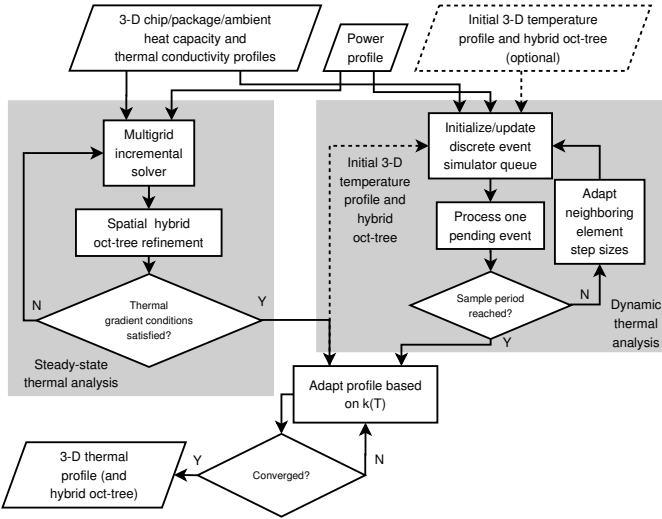 3-D chip/package/ambient
heat capacity and
thermal conductivity profiles
Power
profile
Initial 3-D temperature
profile and hybrid oct-tree
(optional)
Multigrid
incremental
solver
Spatial hybrid
oct-tree refinement
Thermal
gradient conditions
satisfied?
N
Y
Steady-state
thermal analysis
Initial 3-D
temperature
profile and
hybrid
oct-tree
Initialize/update
discrete event
simulator queue
Process one
pending event
Adapt
neighboring
element
step sizes
Sample period
reached?
N
Y
Dynamic
thermal
analysis
Adapt profile based
on k(T)
Converged?
Y
N
3-D thermal
profile (and
hybrid oct-tree)